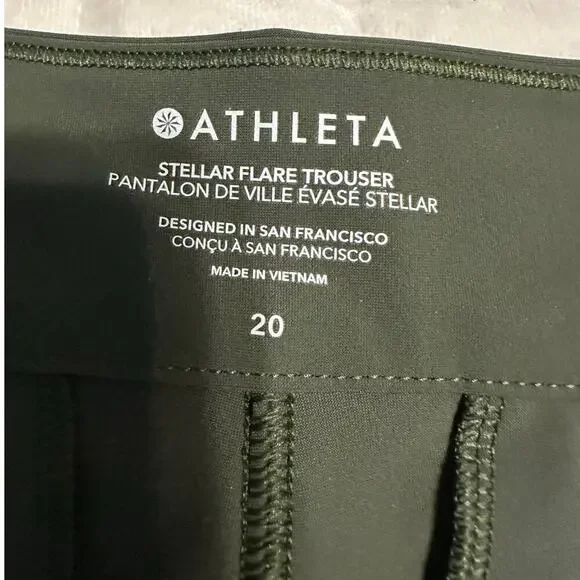 ATHLETA
STELLAR FLARE TROUSER
PANTALON DE VILLE ÉVASÉ STELLAR
DESIGNED IN SAN FRANCISCO
CONÇU À SAN FRANCISCO
MADE IN VIETNAM
20